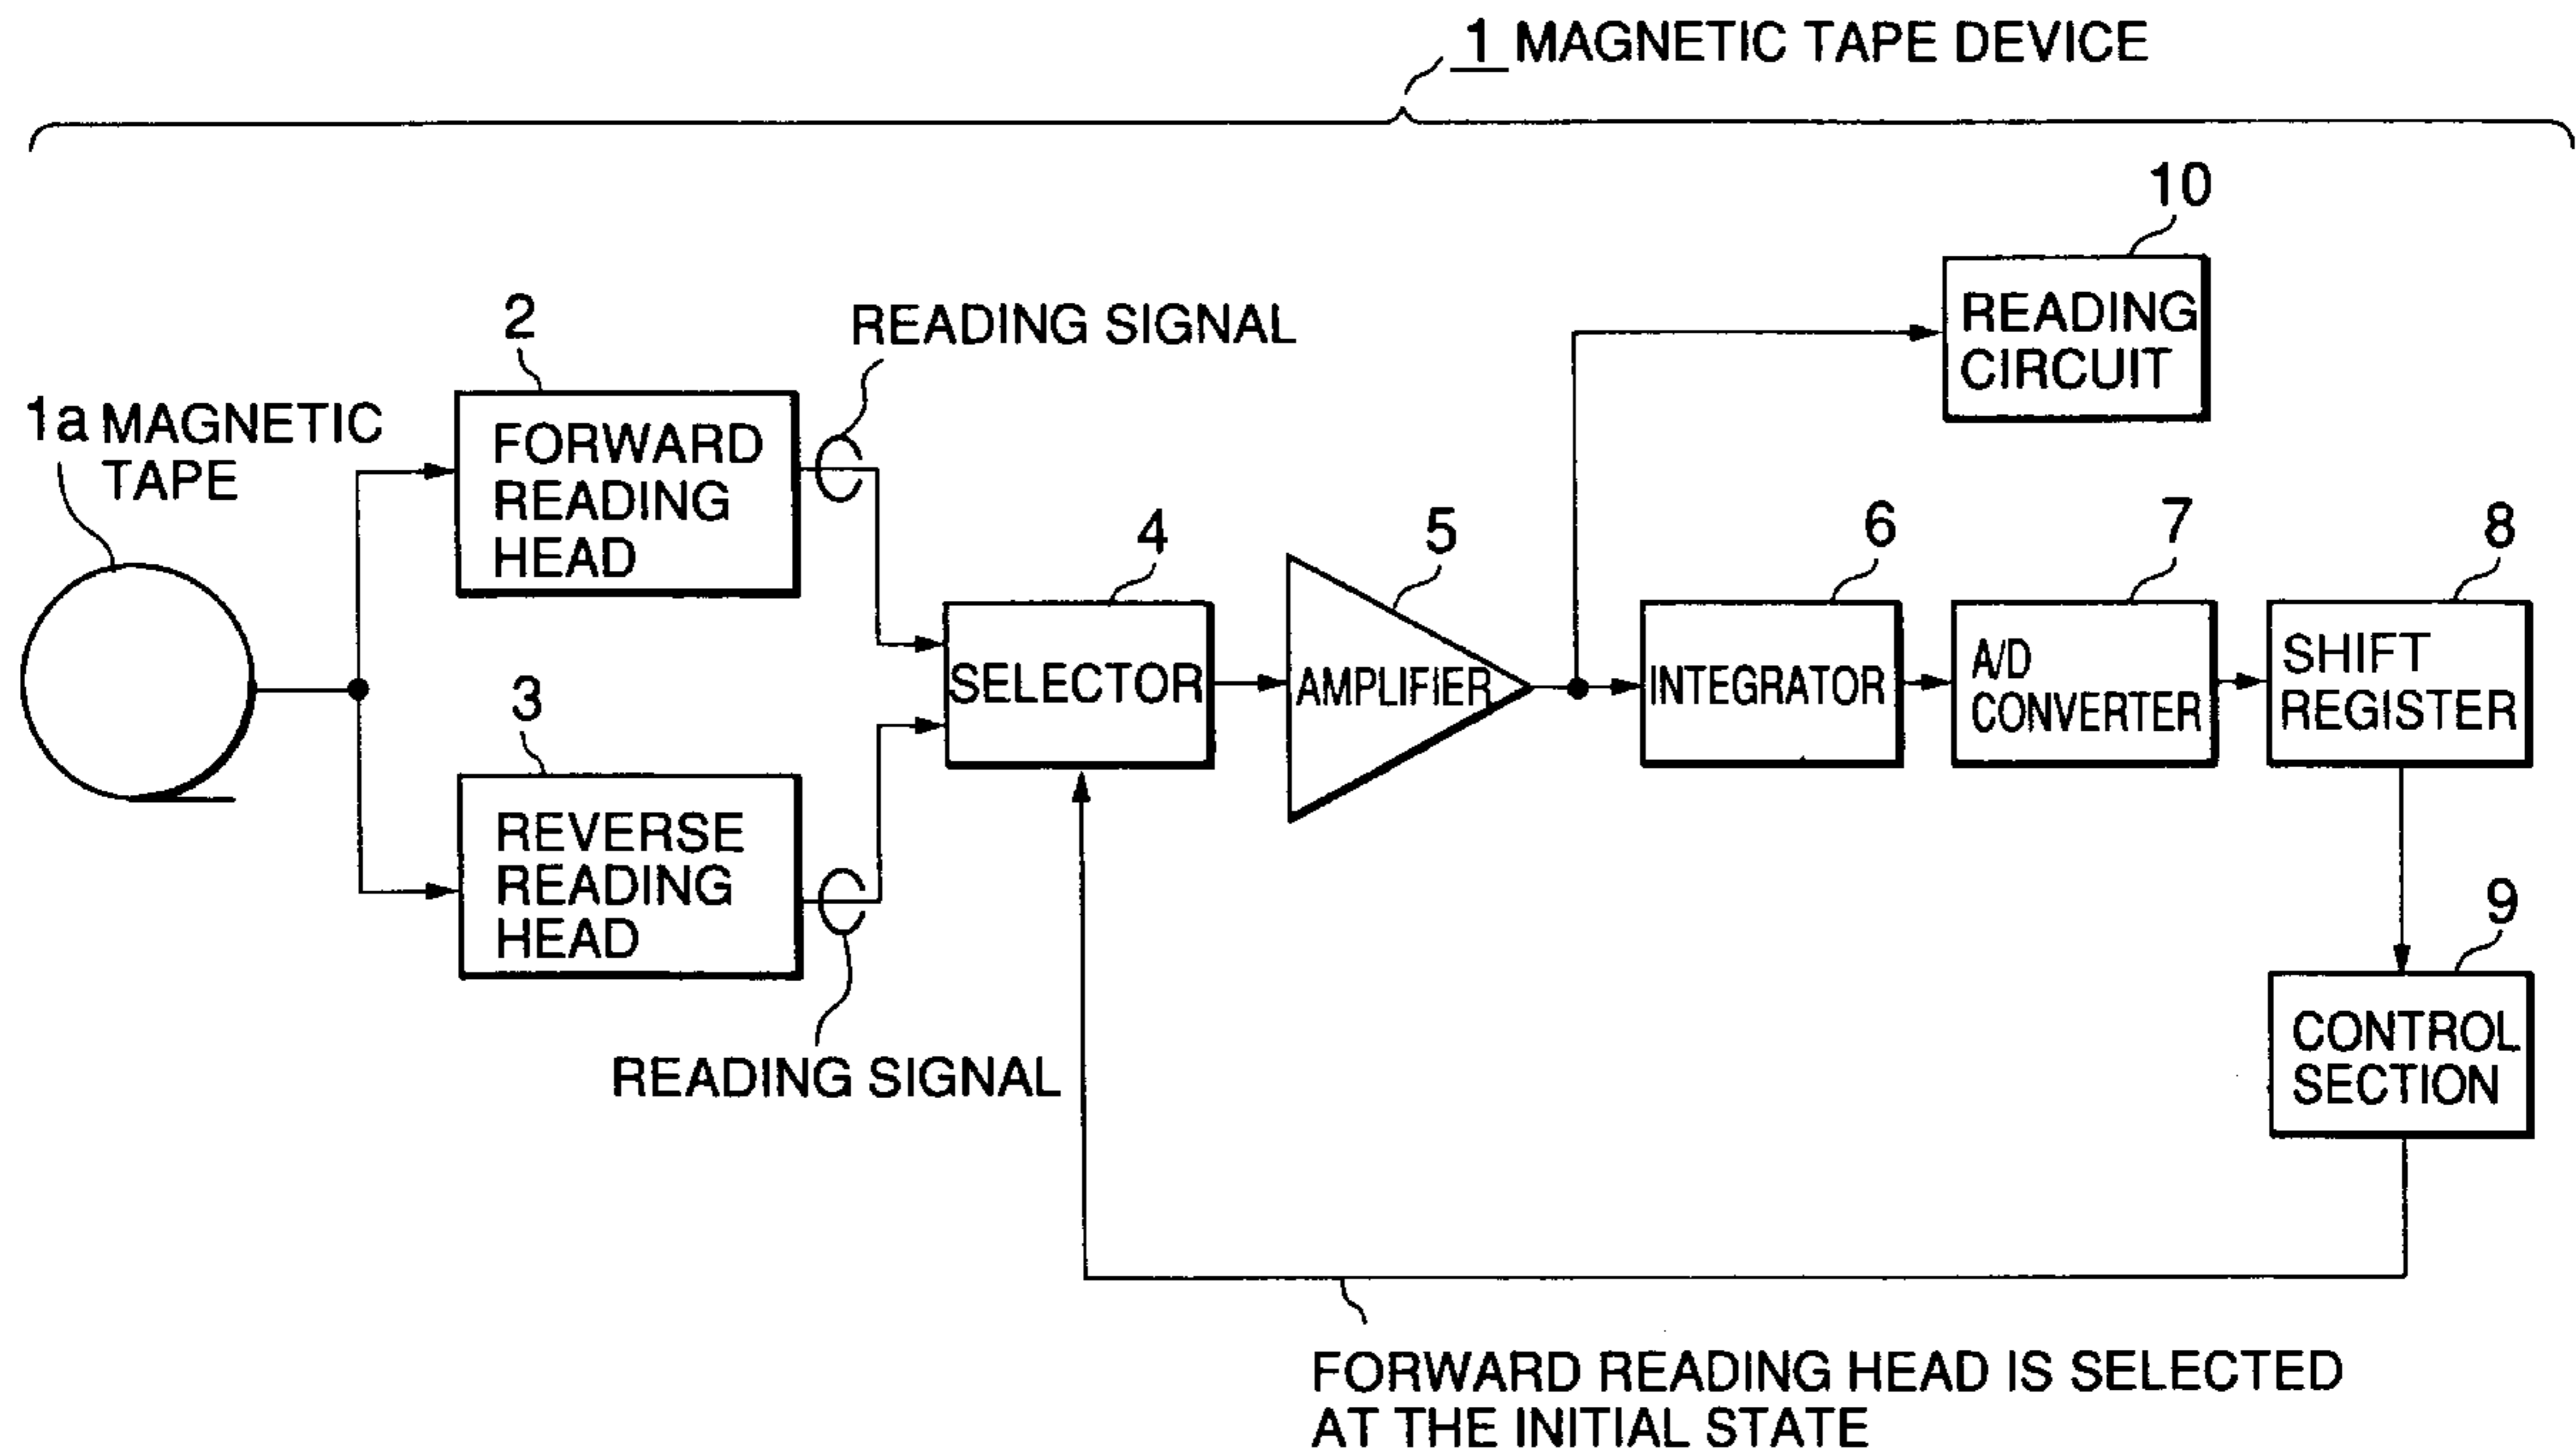 1 MAGNETIC TAPE DEVICE
10
READING
CIRCUIT
2
READING SIGNAL
1a MAGNETIC
TAPE
FORWARD
READING
HEAD
4
5
6
7
8
SELECTOR
AMPLIFIER
INTEGRATOR
A/D
CONVERTER
SHIFT
REGISTER
3
REVERSE
READING
HEAD
READING SIGNAL
9
CONTROL
SECTION
FORWARD READING HEAD IS SELECTED
AT THE INITIAL STATE